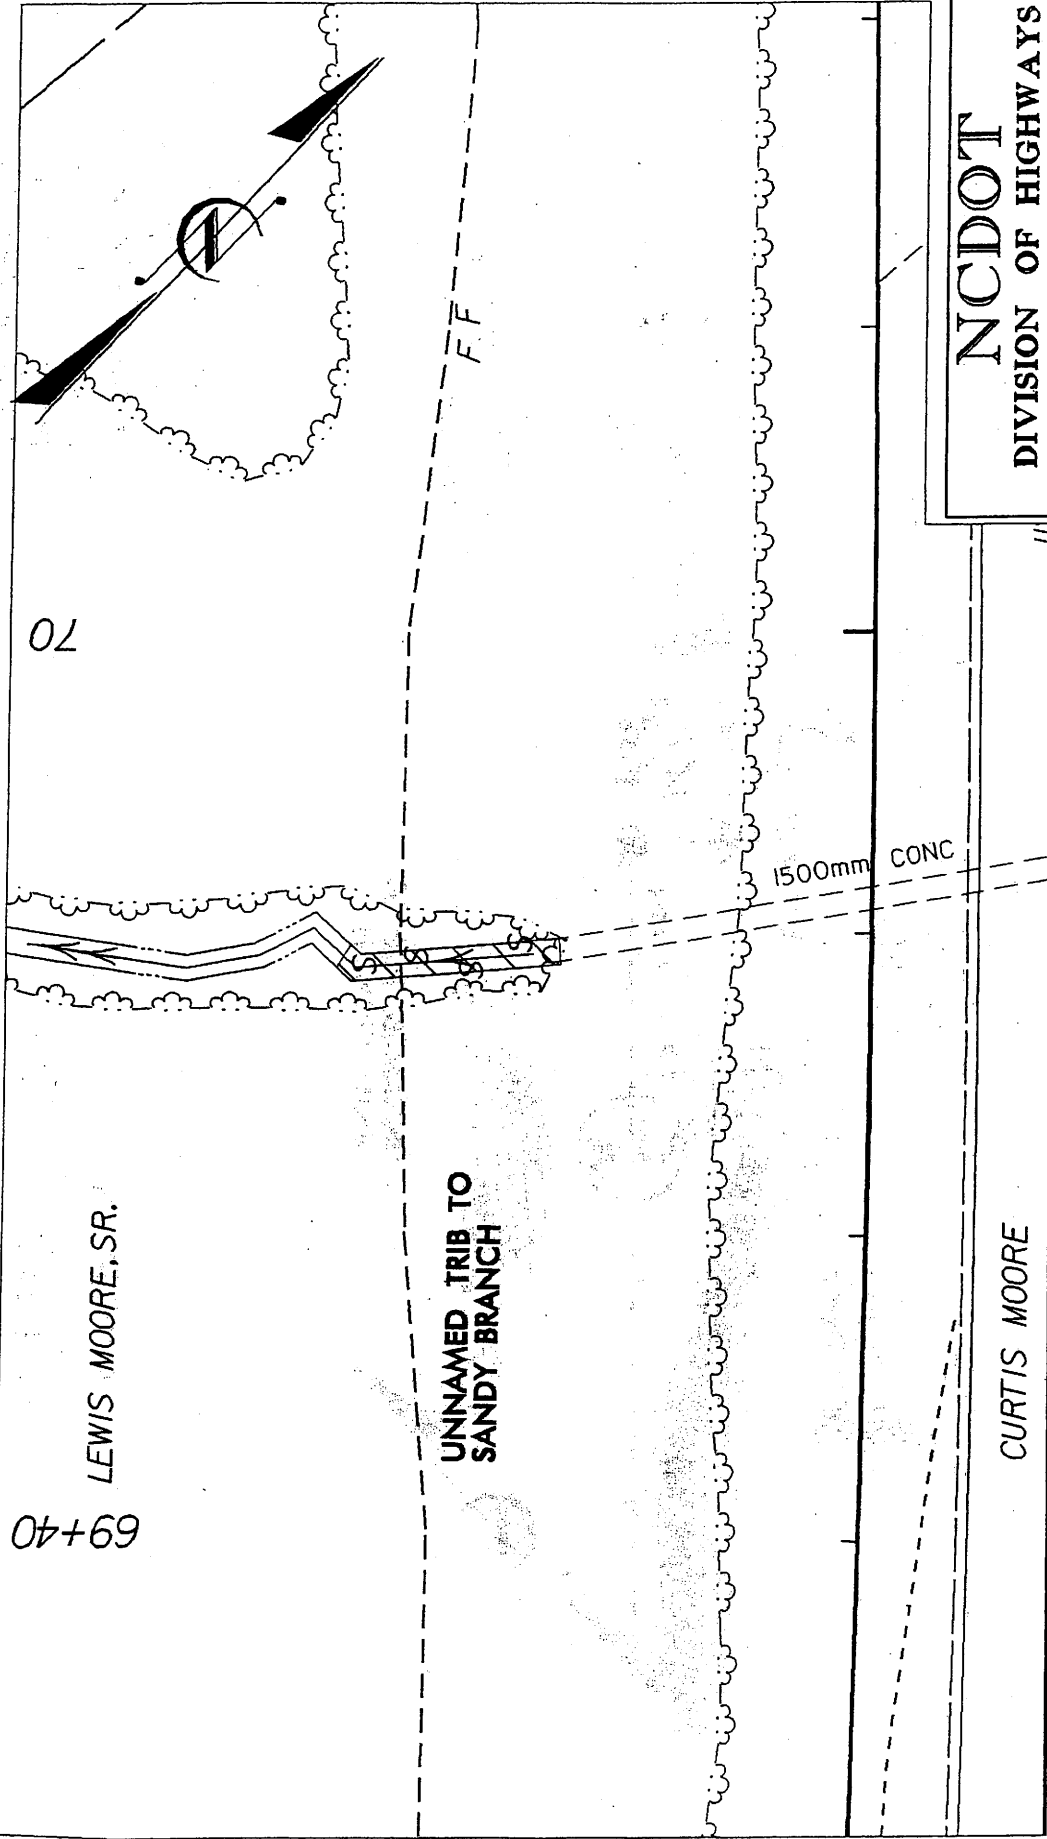 NCDOT
DIVISION OF HIGHWAYS
N
F
F
70
1500mm CONC
S
S
S
S
LEWIS MOORE, SR.
UNNAMED TRIB TO
SANDY BRANCH
69+40
CURTIS MOORE